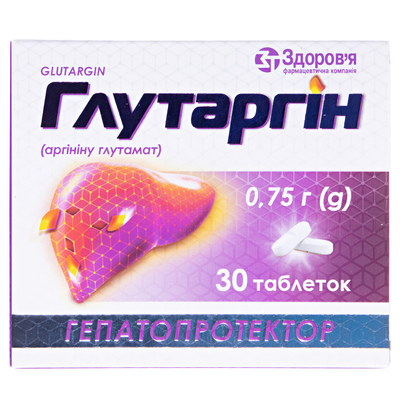 Здоров'я
фармацевтична компанія
GLUTARGIN
Глутаргін
(аргініну глутамат)
0,75 г (g)
30 таблеток
ГЕПАТОПРОТЕКТОР